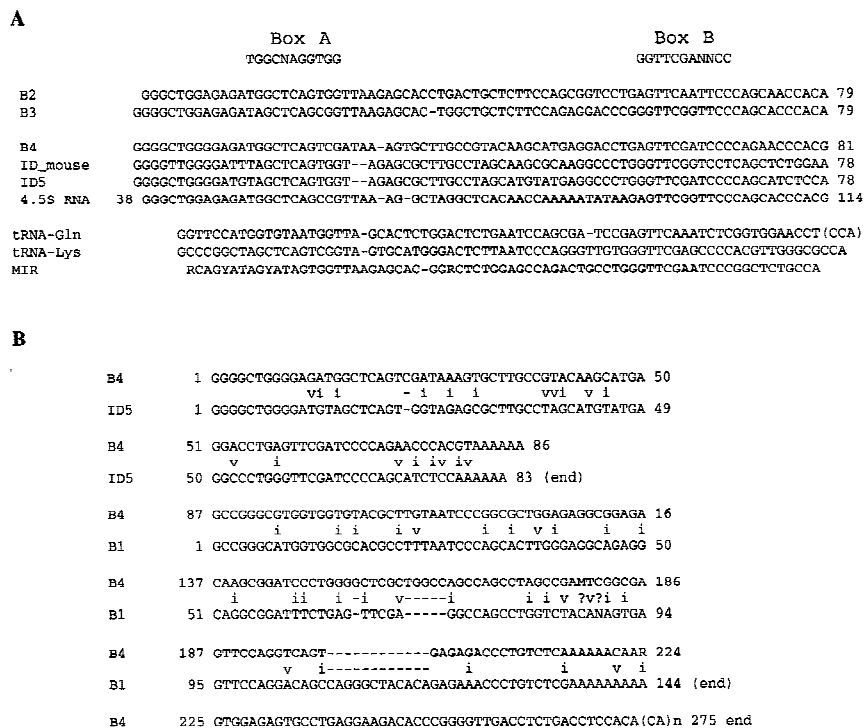 A
Box A Box B
TGGCNAGGTGG GGTTCGANNCC
B2 GGGCTGGAGAGATGGCTCAGTGGTTAAGAGCACCTGACTGCTCTTCCAGCGGTCCTGAGTTCAATTCCCAGCAACCACA 79
B3 GGGGCTGGAGAGATAGCTCAGCGGTTAAGAGCAC-TGGCTGCTCTTCCAGAGGACCCGGGTTCGGTTCCCAGCACCCACA 79
B4 GGGGCTGGGGAGATGGCTCAGTCGATAA-AGTGCTTGCCGTACAAGCATGAGGACCTGAGTTCGATCCCCAGAACCCACG 81
ID_mouse GGGGTTGGGGATTTAGCTCAGTGGT--AGAGCGCTTGCCTAGCAAGCGCAAGGCCCTGGGTTCGGTCCTCAGCTCTGGAA 78
ID5 GGGGCTGGGGATGTAGCTCAGTGGT--AGAGCGCTTGCCTAGCATGTATGAGGCCCTGGGTTCGATCCCCAGCATCTCCA 78
4.5S RNA 38 GGGCTGGAGAGATGGCTCAGCCGTTAA-AG-GCTAGGCTCACAACCAAAAATATAAGAGTTCGGTTCCCAGCACCCACG 114
tRNA-Gln GGTTCCATGGTGTAATGGTTA-GCACTCTGGACTCTGAATCCAGCGA-TCCGAGTTCAAATCTCGGTGGAACCT(CCA)
tRNA-Lys GCCCGGCTAGCTCAGTCGGTA-GTGCATGGGACTCTTAATCCCAGGGTTGTGGGTTCGAGCCCCACGTTGGGCGCCA
MIR RCAGYATAGYATAGTGGTTAAGAGCAC-GGRCTCTGGAGCCAGACTGCCTGGGTTCGAATCCCGGCTCTGCCA
B
B4 1 GGGGCTGGGGAGATGGCTCAGTCGATAAAGTGCTTGCCGTACAAGCATGA 50
vi i - i i i vvi v i
ID5 1 GGGGCTGGGGATGTAGCTCAGT-GGTAGAGCGCTTGCCTAGCATGTATGA 49
B4 51 GGACCTGAGTTCGATCCCCAGAACCCACGTAAAAAA 86
v i v i iv iv
ID5 50 GGCCCTGGGTTCGATCCCCAGCATCTCCAAAAAA 83 (end)
B4 87 GCCGGGCGTGGTGGTGTACGCTTGTAATCCCGGCGCTGGAGAGGCGGAGA 16
i i i i v i i v i i i
B1 1 GCCGGGCATGGTGGCGCACGCCTTTAATCCCAGCACTTGGGAGGCAGAGG 50
B4 137 CAAGCGGATCCCTGGGGCTCGCTGGCCAGCCAGCCTAGCCGAMTCGGCGA 186
i ii i -i v-----i i i v ?v?i i
B1 51 CAGGCGGATTTCTGAG-TTCGA-----GGCCAGCCTGGTCTACANAGTGA 94
B4 187 GTTCCAGGTCAGT------------GAGAGACCCTGTCTCAAAAAACAAR 224
v i------------ i i v i
B1 95 GTTCCAGGACAGCCAGGGCTACACAGAGAAACCCTGTCTCGAAAAAAAAA 144 (end)
B4 225 GTGGAGAGTGCCTGAGGAAGACACCCGGGGTTGACCTCTGACCTCCACA(CA)n 275 end